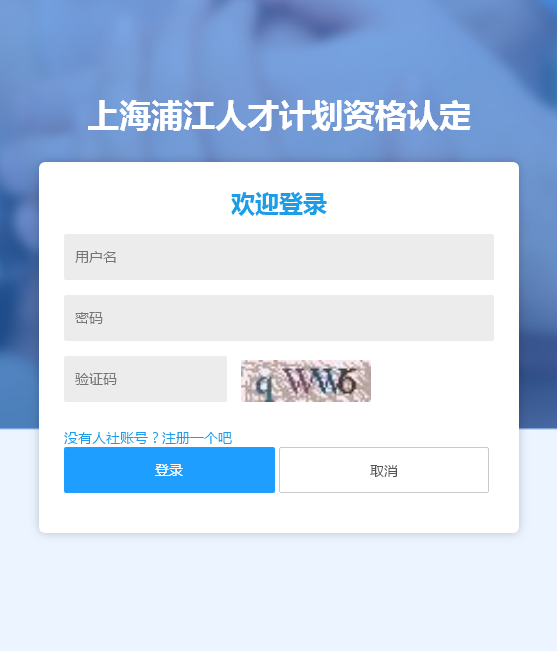 上海浦江人才计划资格认定
欢迎登录
用户名
密码
验证码
没有人社账号？注册一个吧
登录
取消